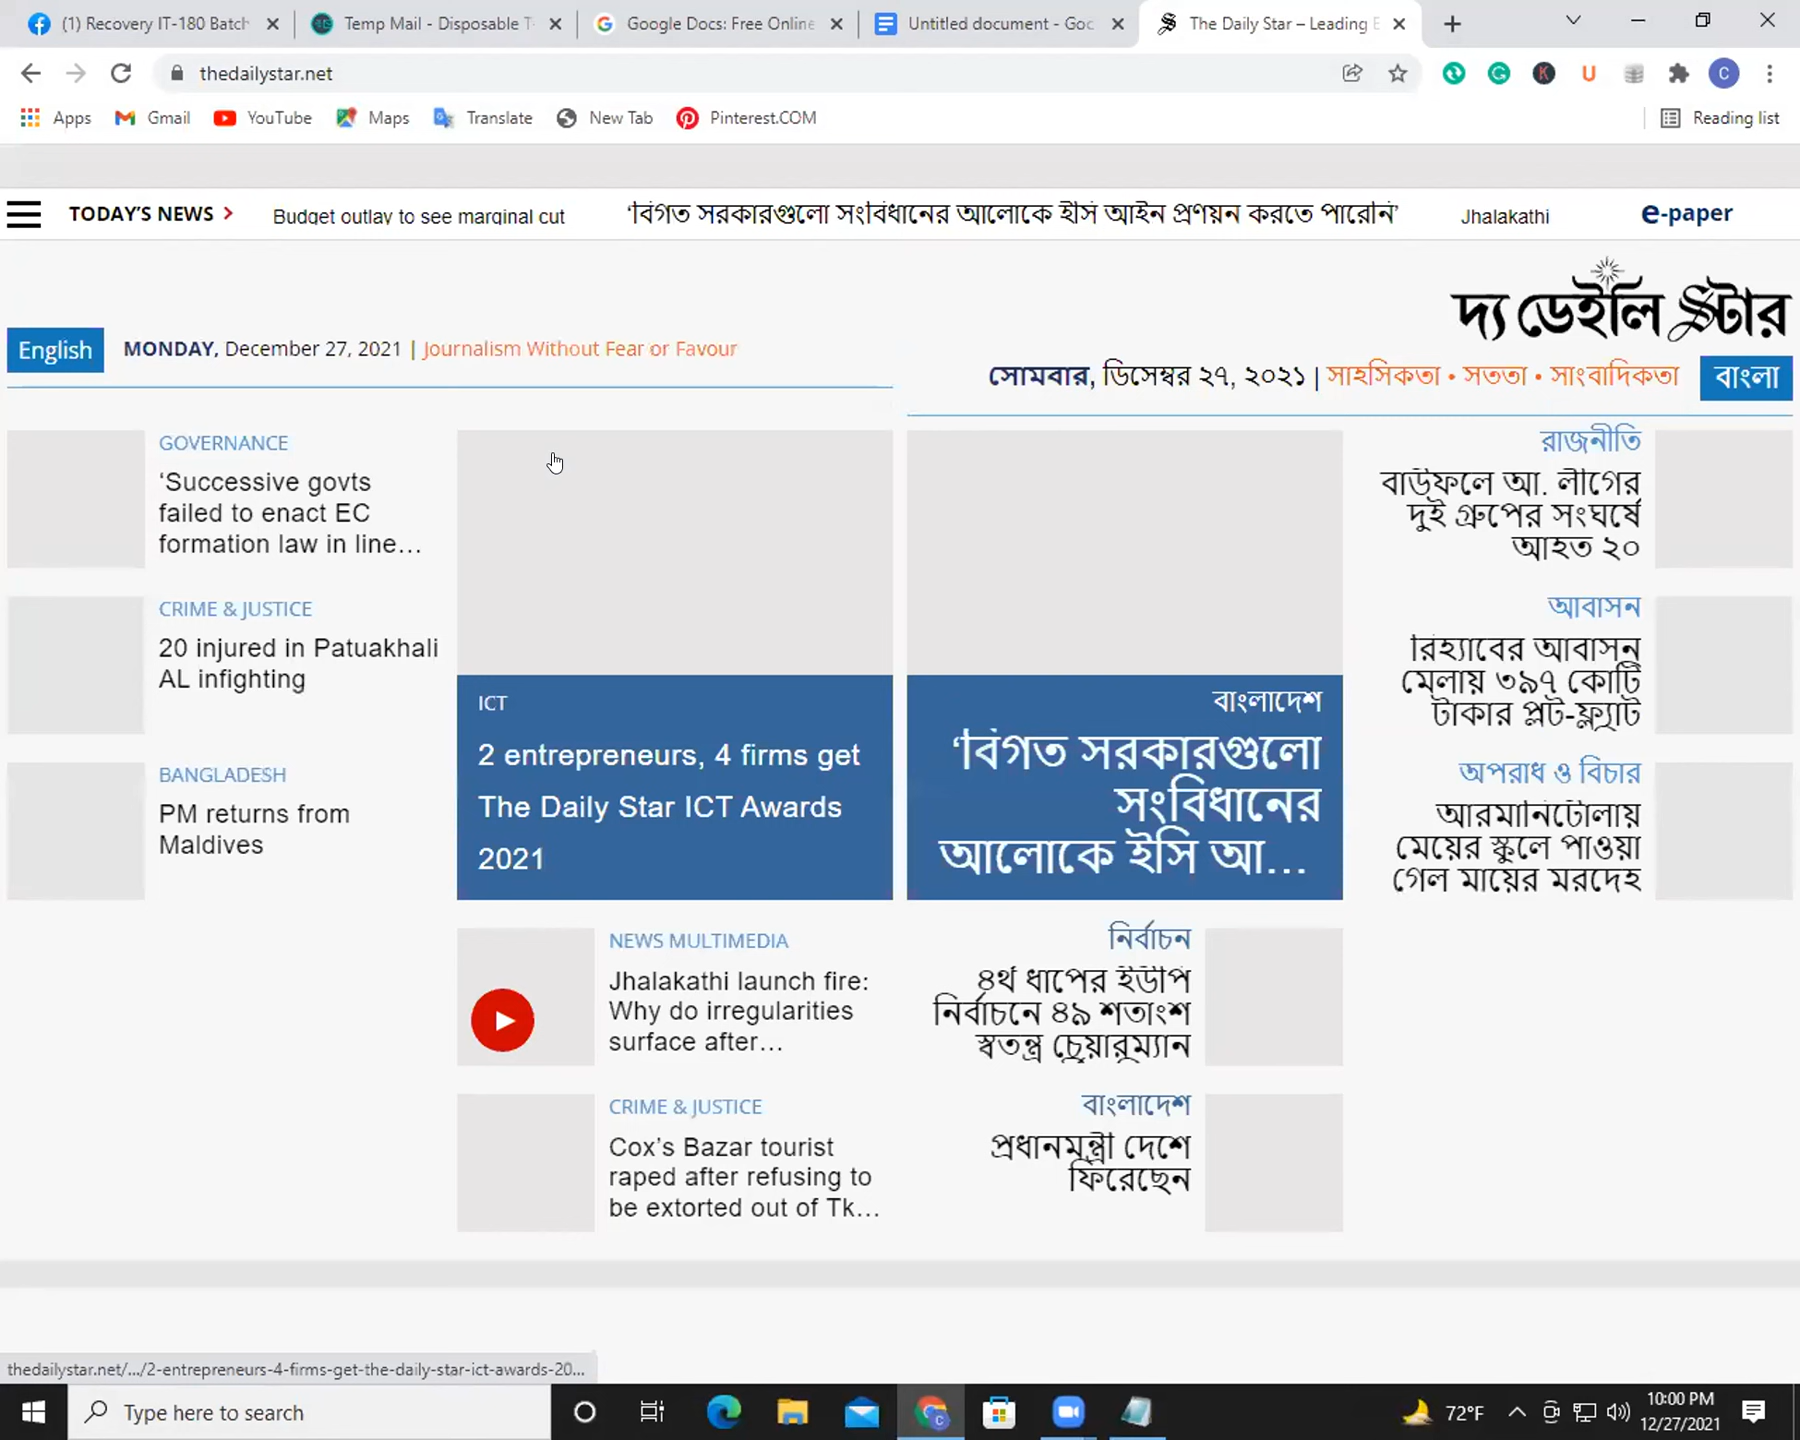 (1) Recovery IT-180 Batch
Temp Mail - Disposable T
Google Docs: Free Online
Untitled document - Goo
The Daily Star – Leading E
thedailystar.net
C
Apps
Gmail
YouTube
Maps
Translate
New Tab
Pinterest.COM
Reading list
TODAY'S NEWS
Budget outlay to see marginal cut
‘বিগত সরকারগুলো সংবিধানের আলোকে ইসি আইন প্রণয়ন করতে পারেনি’
Jhalakathi
e-paper
দ্য ডেইলি স্টার
English
MONDAY, December 27, 2021 | Journalism Without Fear or Favour
সোমবার, ডিসেম্বর ২৭, ২০২১ | সাহসিকতা • সততা • সাংবাদিকতা
বাংলা
GOVERNANCE
‘Successive govts
failed to enact EC
formation law in line...
CRIME & JUSTICE
20 injured in Patuakhali
AL infighting
BANGLADESH
PM returns from
Maldives
ICT
2 entrepreneurs, 4 firms get
The Daily Star ICT Awards
2021
NEWS MULTIMEDIA
Jhalakathi launch fire:
Why do irregularities
surface after...
CRIME & JUSTICE
Cox’s Bazar tourist
raped after refusing to
be extorted out of Tk...
বাংলাদেশ
‘বিগত সরকারগুলো
সংবিধানের
আলোকে ইসি আ...
নির্বাচন
৪র্থ ধাপের ইউপি
নির্বাচনে ৪৯ শতাংশ
স্বতন্ত্র চেয়ারম্যান
বাংলাদেশ
প্রধানমন্ত্রী দেশে
ফিরেছেন
রাজনীতি
বাউফলে আ. লীগের
দুই গ্রুপের সংঘর্ষে
আহত ২০
আবাসন
রিহ্যাবের আবাসন
মেলায় ৩৯৭ কোটি
টাকার প্লট-ফ্ল্যাট
অপরাধ ও বিচার
আরমানিটোলায়
মেয়ের স্কুলে পাওয়া
গেল মায়ের মরদেহ
thedailystar.net/.../2-entrepreneurs-4-firms-get-the-daily-star-ict-awards-20...
Type here to search
72°F
10:00 PM
12/27/2021